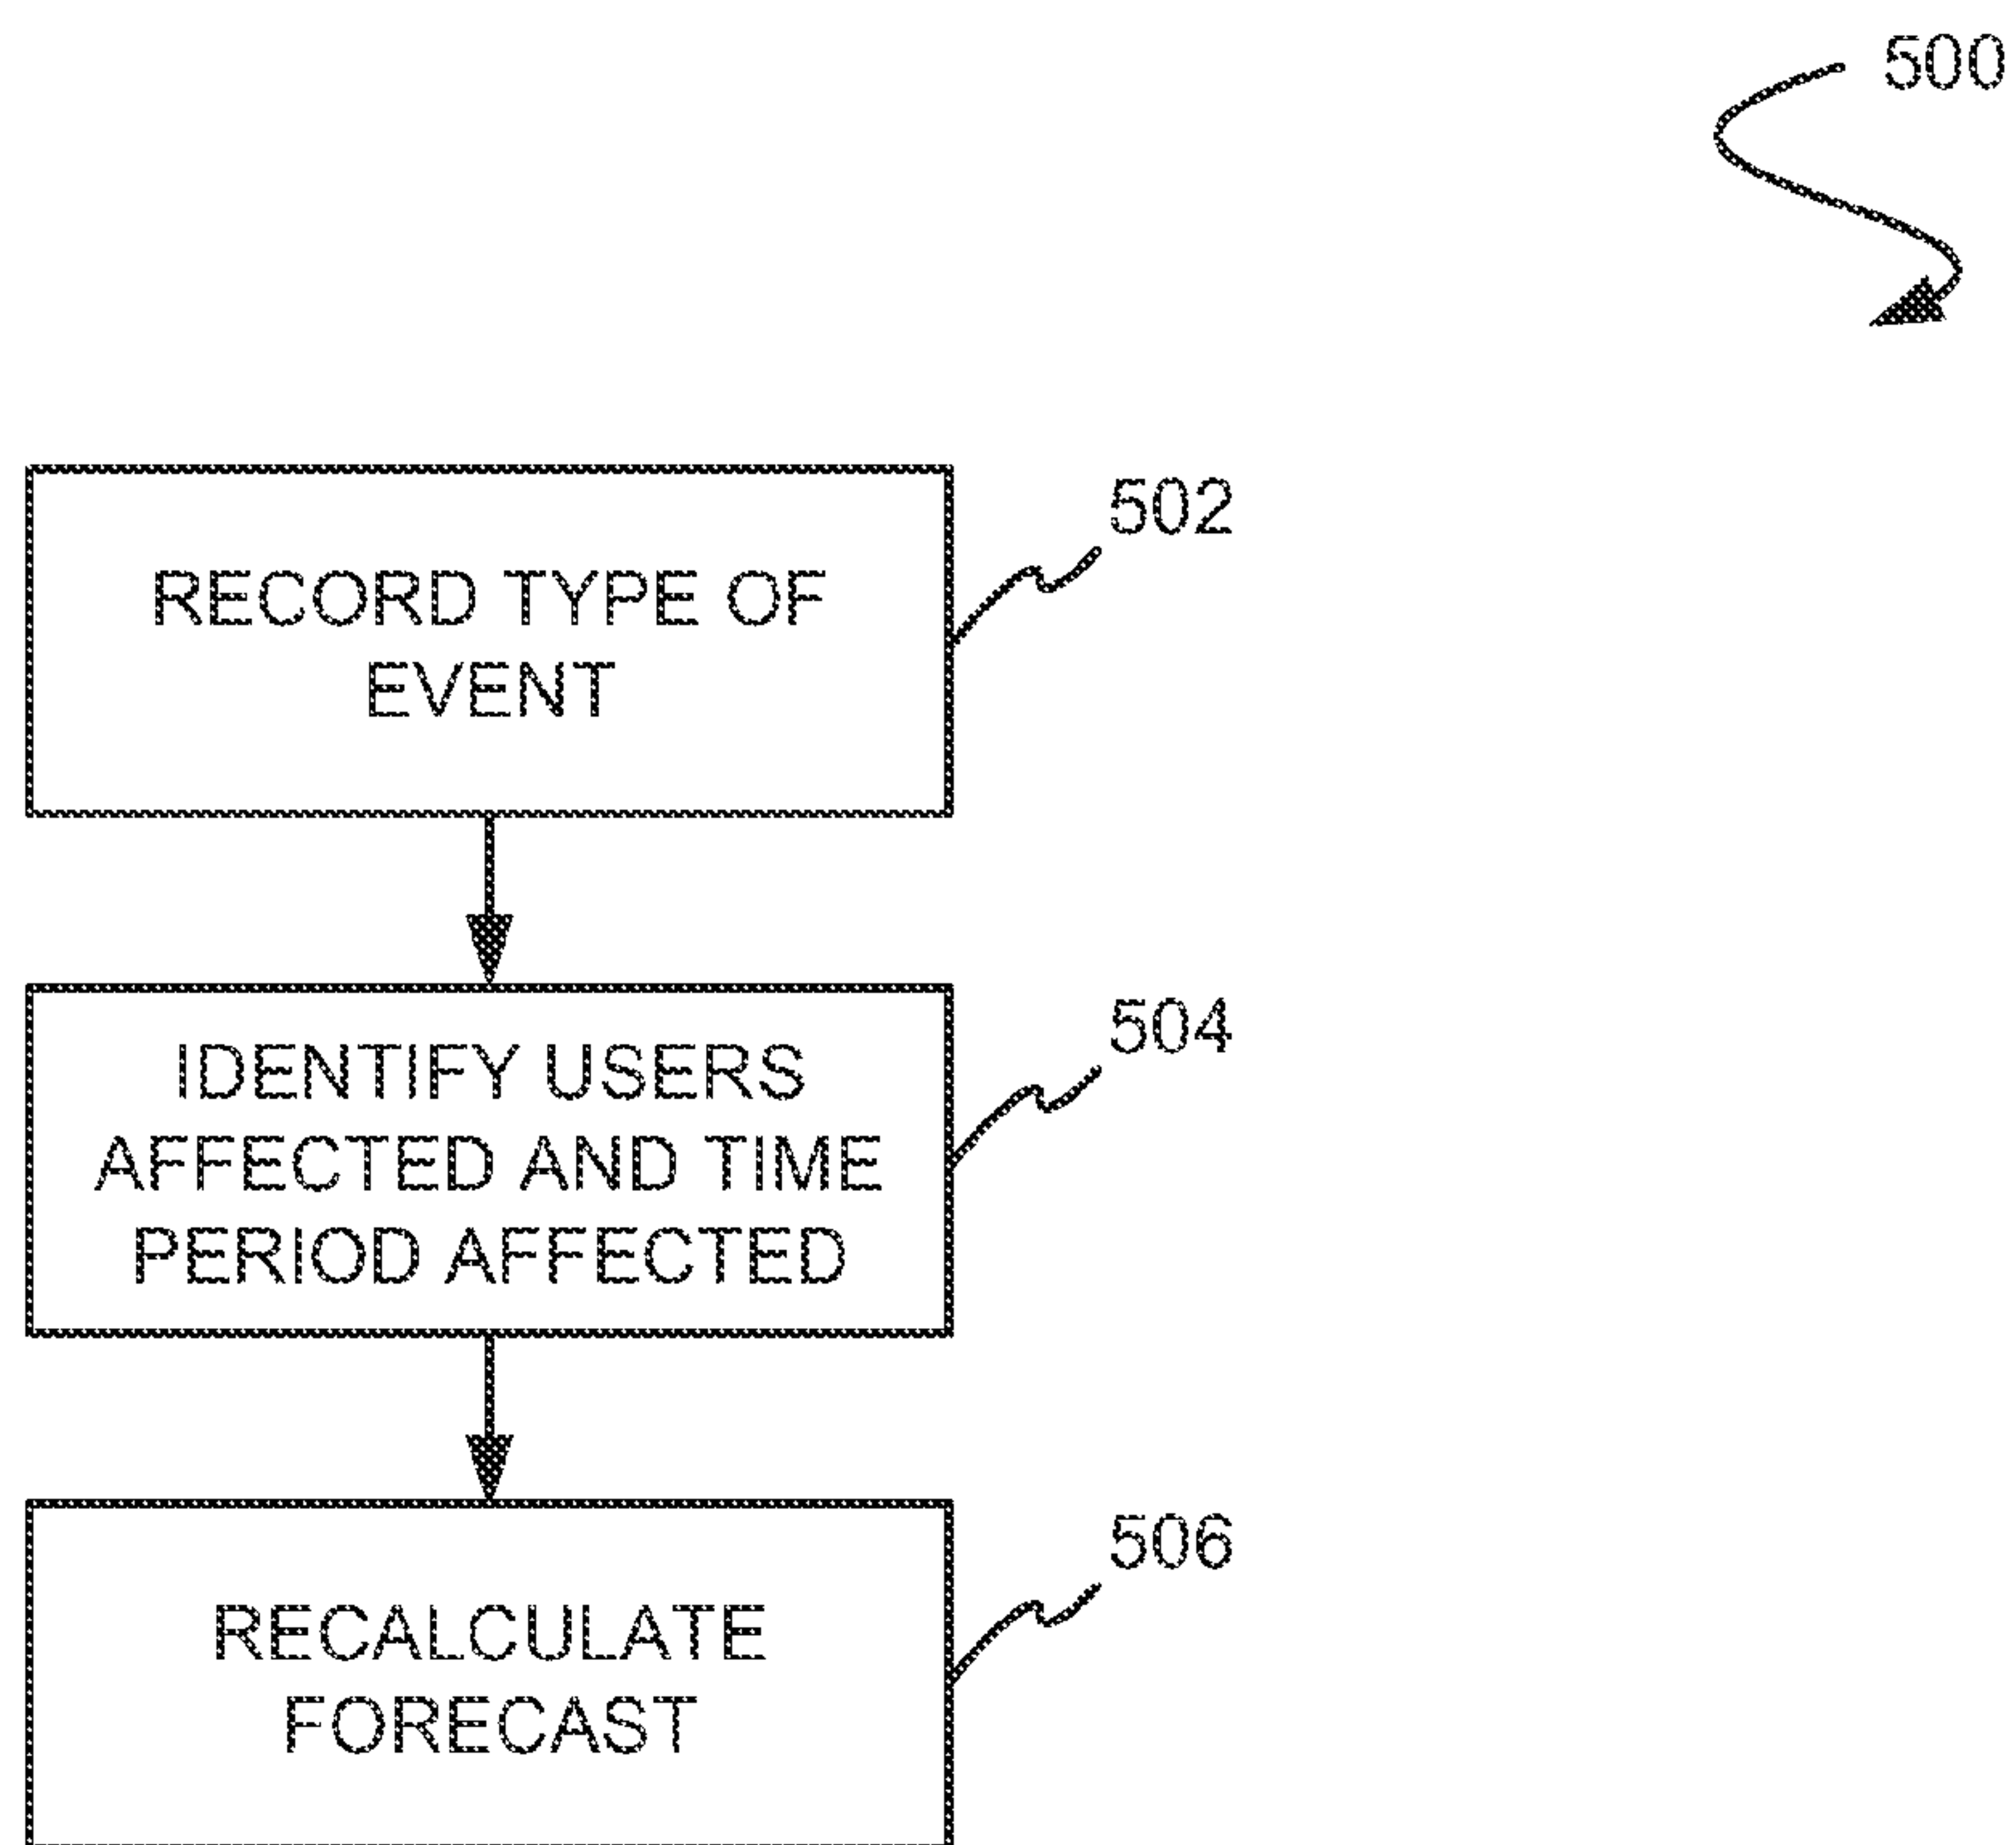 500
502
RECORD TYPE OF
EVENT
504
IDENTIFY USERS
AFFECTED AND TIME
PERIOD AFFECTED
506
RECALCULATE
FORECAST